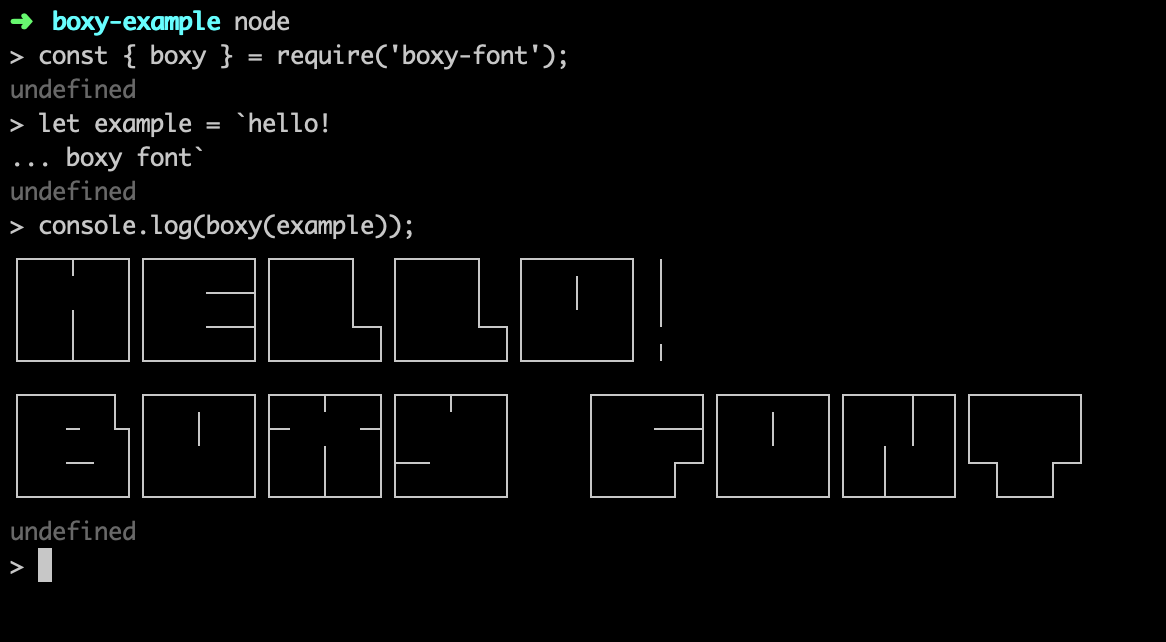 ➜ boxy-example node
> const { boxy } = require('boxy-font');
undefined
> let example = `hello!
... boxy font`
undefined
> console.log(boxy(example));
HELLO!
BOXY FONT
undefined
>